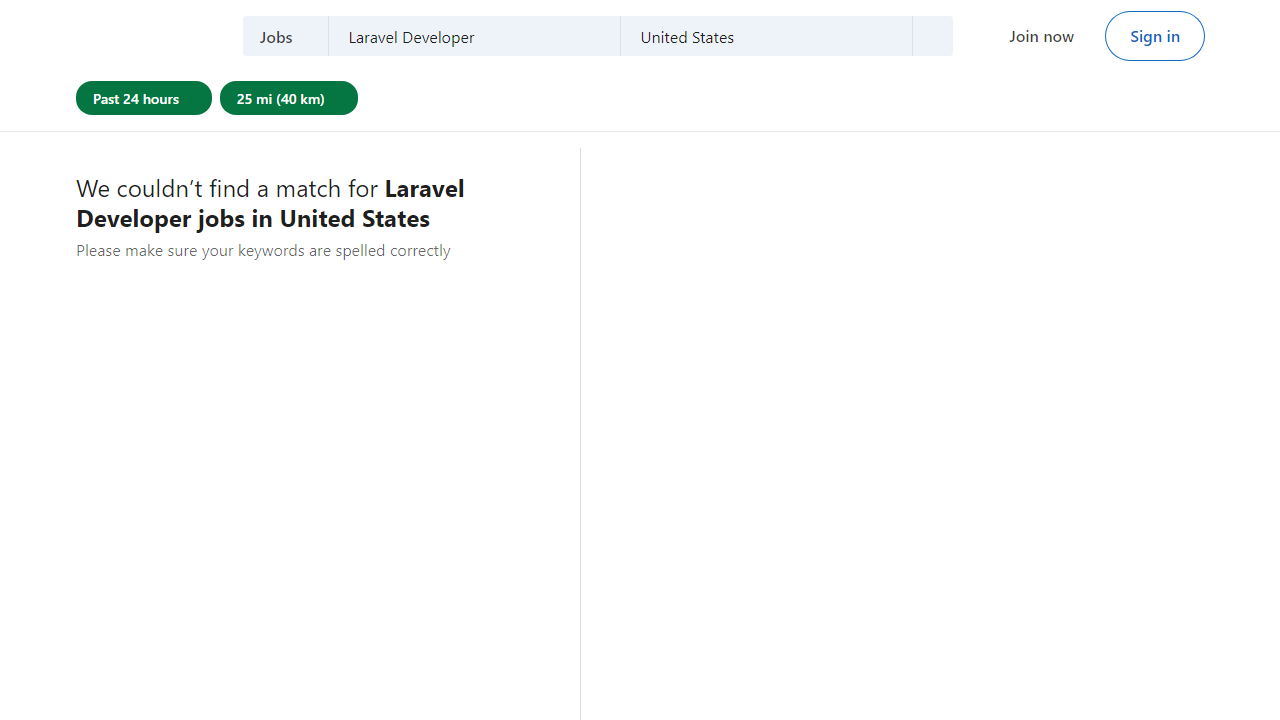 Jobs
Laravel Developer
United States
Join now
Sign in
Past 24 hours
25 mi (40 km)
We couldn’t find a match for Laravel
Developer jobs in United States
Please make sure your keywords are spelled correctly